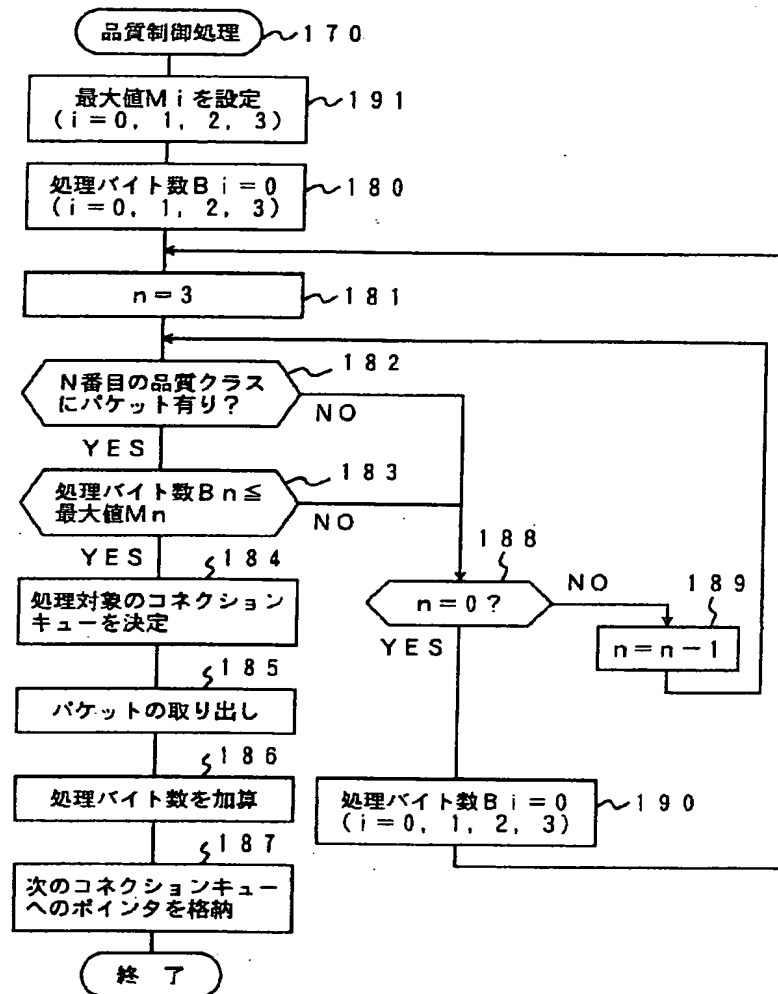 品質制御処理
170
最大値Miを設定
(i=0, 1, 2, 3)
191
処理バイト数Bi=0
(i=0, 1, 2, 3)
180
n=3
181
182
N番目の品質クラス
にパケット有り?
NO
YES
183
処理バイト数Bn≦
最大値Mn
NO
YES
184
処理対象のコネクション
キューを決定
185
パケットの取り出し
186
処理バイト数を加算
187
次のコネクションキュー
へのポインタを格納
終了
188
n=0?
NO
YES
189
n=n-1
処理バイト数Bi=0
(i=0, 1, 2, 3)
190